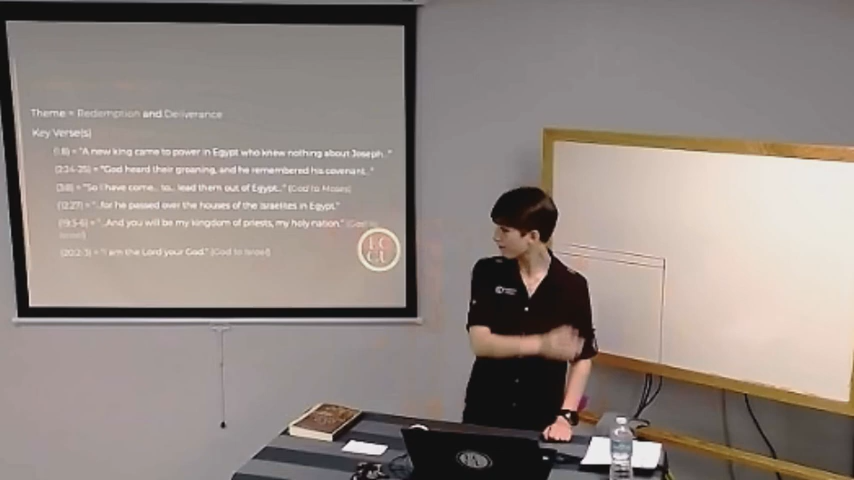 Theme = Redemption and Deliverance
Key Verse(s)
(1:8) = "A new king came to power in Egypt who knew nothing about Joseph..."
(2:24-25) = "God heard their groaning, and he remembered his covenant..."
(3:8) = "So I have come... to... lead them out of Egypt..." (God to Moses)
(12:27) = "...for he passed over the houses of the Israelites in Egypt."
(19:5-6) = "...And you will be my kingdom of priests, my holy nation." (God to
Israel)
(20:2-3) = "I am the Lord your God." (God to Israel)
EC
CU